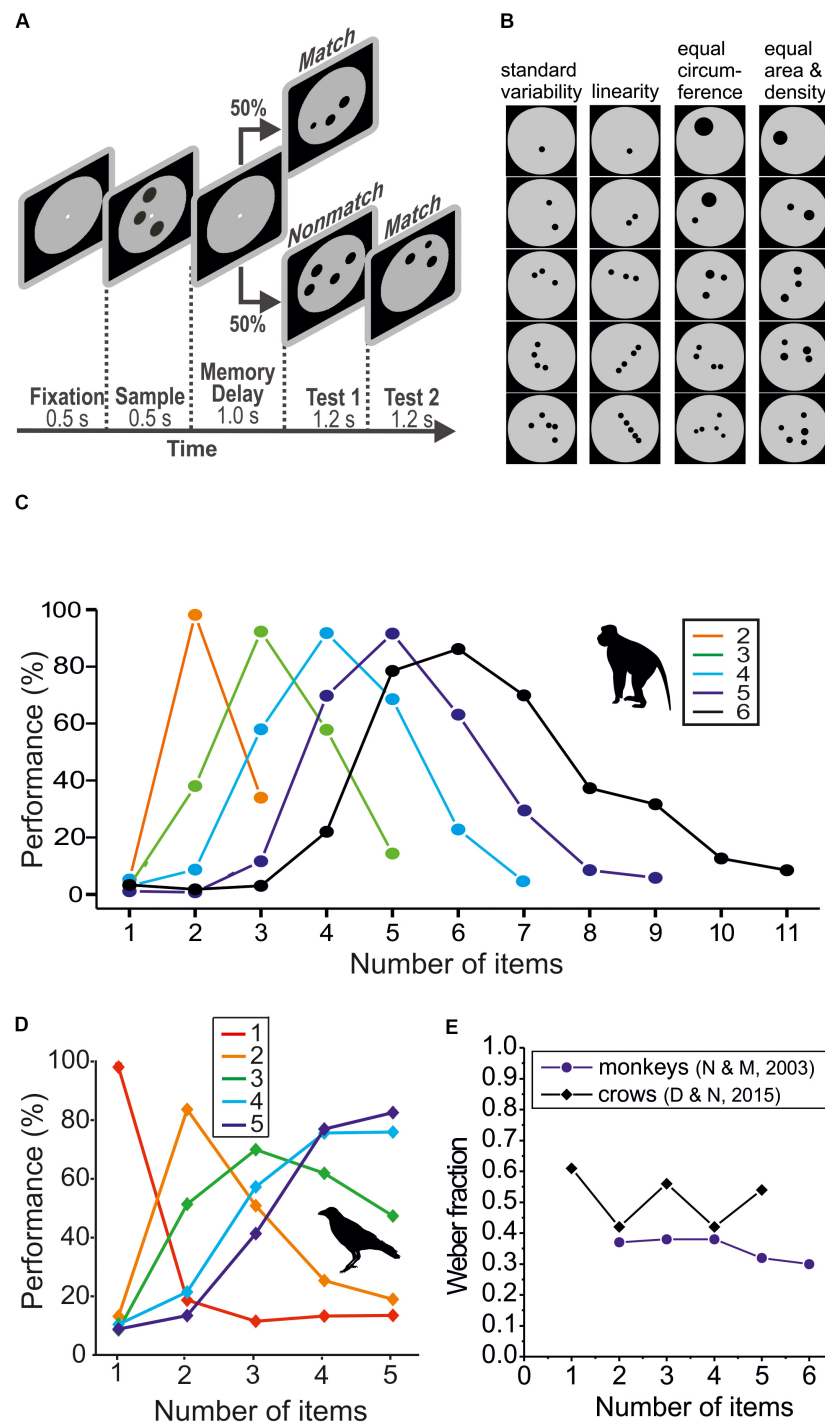 A
Match
50%
Nonmatch
Match
50%
Fixation
0.5 s
Sample
0.5 s
Memory
Delay
1.0 s
Test 1
1.2 s
Test 2
1.2 s
Time
B
standard
variability
linearity
equal
circum-
ference
equal
area &
density
C
Performance (%)
100
80
60
40
20
0
1 2 3 4 5 6 7 8 9 10 11
Number of items
2
3
4
5
6
D
Performance (%)
100
80
60
40
20
0
1 2 3 4 5
Number of items
1
2
3
4
5
E
Weber fraction
1.0
0.9
0.8
0.7
0.6
0.5
0.4
0.3
0.2
0.1
0.0
0 1 2 3 4 5 6
Number of items
monkeys (N & M, 2003)
crows (D & N, 2015)